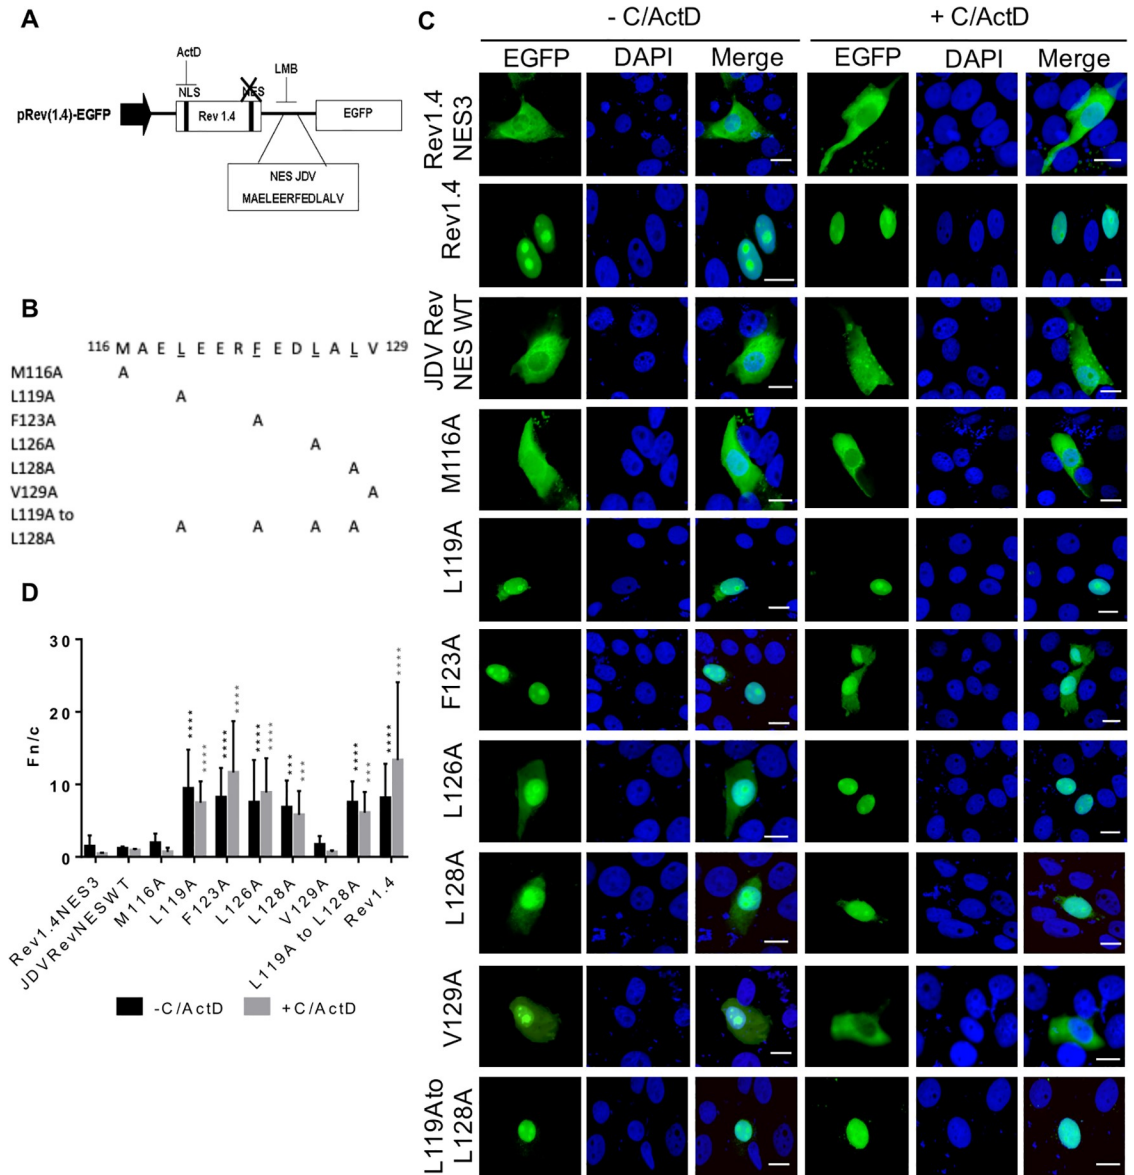 A
ActD
NLS
NES
LMB
pRev(1.4)-EGFP
Rev 1.4
EGFP
NES JDV
MAELEERFEDLALV
B
116 M A E L E E R F E D L A L V 129
M116A A
L119A A
F123A A
L126A A
L128A A
V129A A
L119A to
L128A A A A A
D
Fn/c
30
20
10
0
**** **** **** **** **** **** *** *** **** *** **** ****
Rev1.4NES3
JDVRevNESWT
M116A
L119A
F123A
L126A
L128A
V129A
L119A to L128A
Rev1.4
-C/ActD
+C/ActD
C
- C/ActD
+ C/ActD
EGFP DAPI Merge EGFP DAPI Merge
Rev1.4
NES3
Rev1.4
JDV Rev
NES WT
M116A
L119A
F123A
L126A
L128A
V129A
L119Ato
L128A